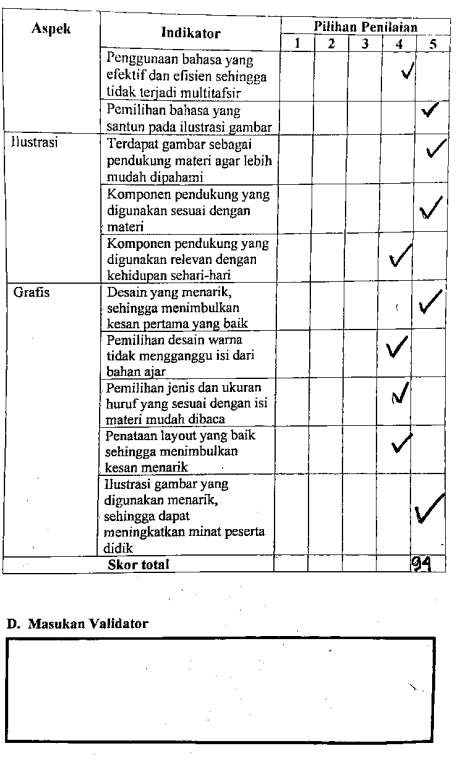 Aspek Indikator Pilihan Penilaian
1 2 3 4 5
Penggunaan bahasa yang
efektif dan efisien sehingga
tidak terjadi multitafsir ✓
Pemilihan bahasa yang
santun pada ilustrasi gambar ✓
Ilustrasi Terdapat gambar sebagai
pendukung materi agar lebih
mudah dipahami ✓
Komponen pendukung yang
digunakan sesuai dengan
materi ✓
Komponen pendukung yang
digunakan relevan dengan
kehidupan sehari-hari ✓
Grafis Desain yang menarik,
sehingga menimbulkan
kesan pertama yang baik ✓
Pemilihan desain warna
tidak mengganggu isi dari
bahan ajar ✓
Pemilihan jenis dan ukuran
huruf yang sesuai dengan isi
materi mudah dibaca ✓
Penataan layout yang baik
sehingga menimbulkan
kesan menarik ✓
Ilustrasi gambar yang
digunakan menarik,
sehingga dapat
meningkatkan minat peserta
didik ✓
Skor total 94
D. Masukan Validator